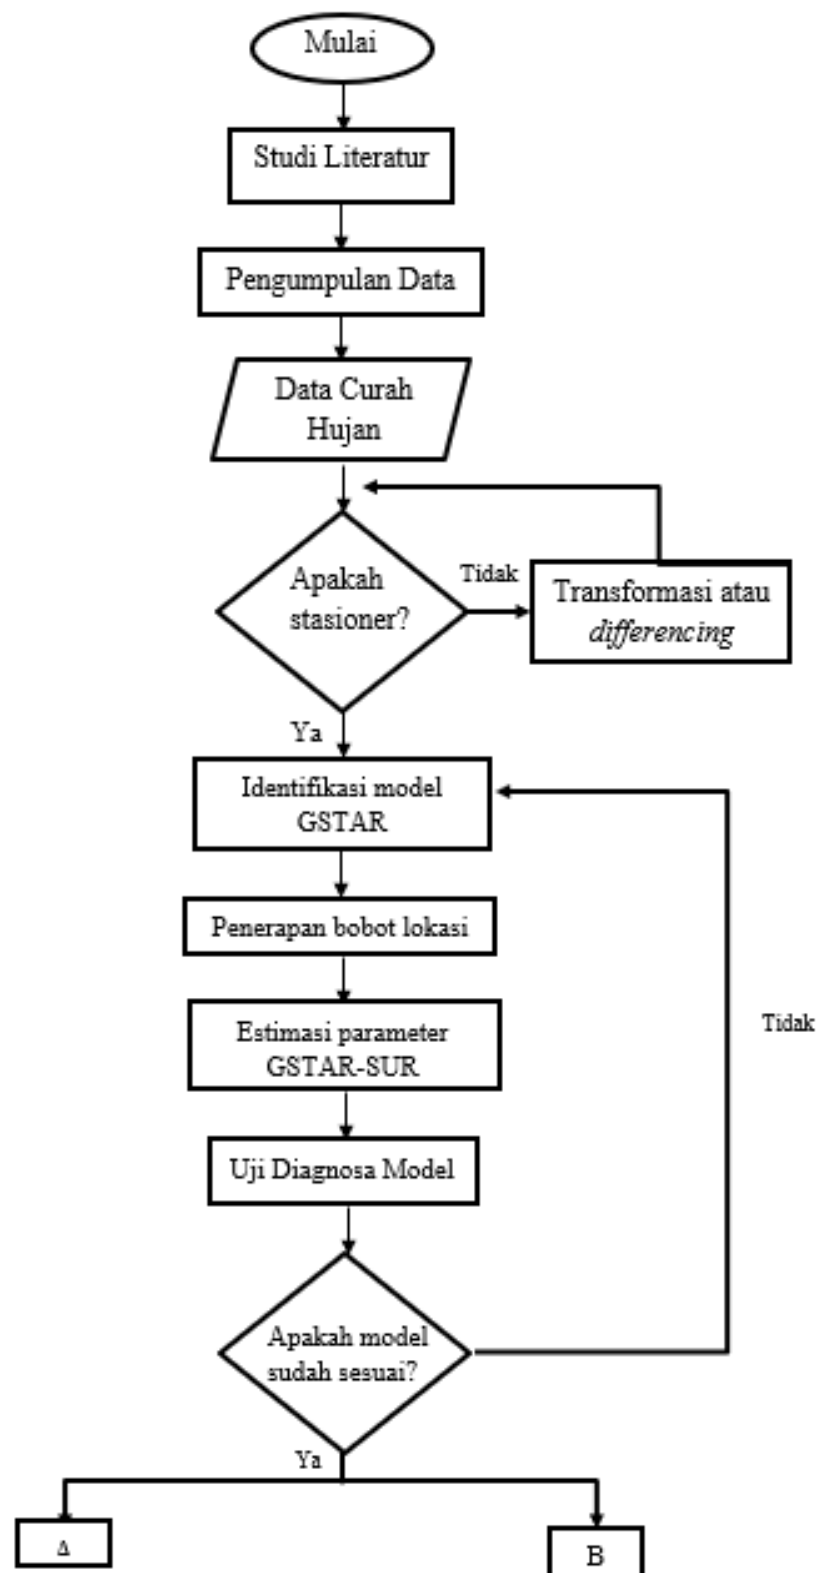 Mulai
Studi Literatur
Pengumpulan Data
Data Curah
Hujan
Apakah
stasioner?
Tidak
Transformasi atau
differencing
Ya
Identifikasi model
GSTAR
Penerapan bobot lokasi
Estimasi parameter
GSTAR-SUR
Tidak
Uji Diagnosa Model
Apakah model
sudah sesuai?
Ya
A
B